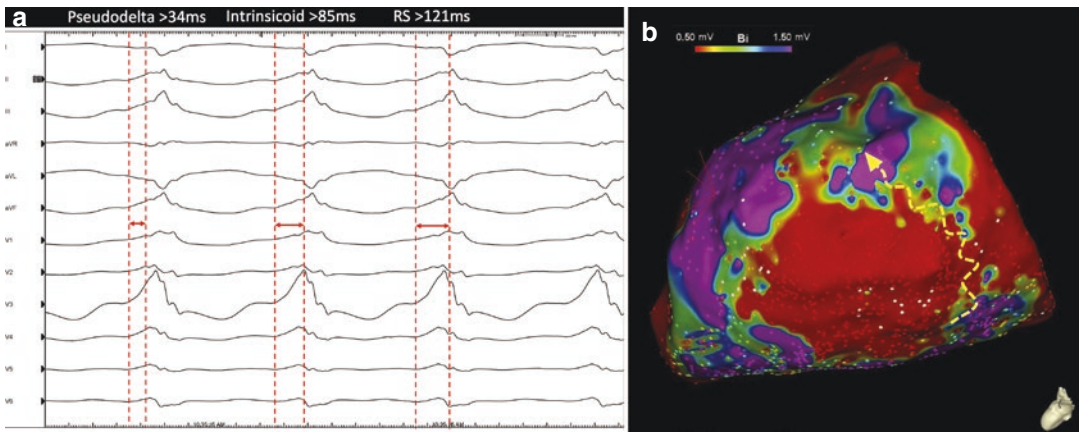 a
Pseudodelta >34ms Intrinsicoid >85ms RS >121ms
I
II
III
aVR
aVL
aVF
V1
V2
V3
V4
V5
V6
b
0.50 mV Bi 1.50 mV